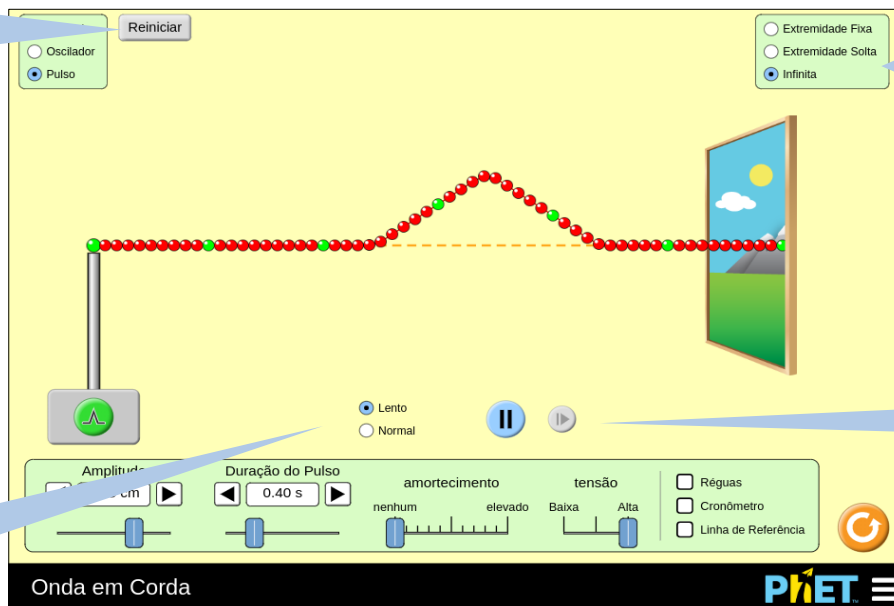 Reiniciar
Oscilador
Pulso
Extremidade Fixa
Extremidade Solta
Infinita
Lento
Normal
Duração do Pulso
cm
0.40 s
amortecimento
nenhum
elevado
tensão
Baixa
Alta
Réguas
Cronômetro
Linha de Referência
Onda em Corda
PhET